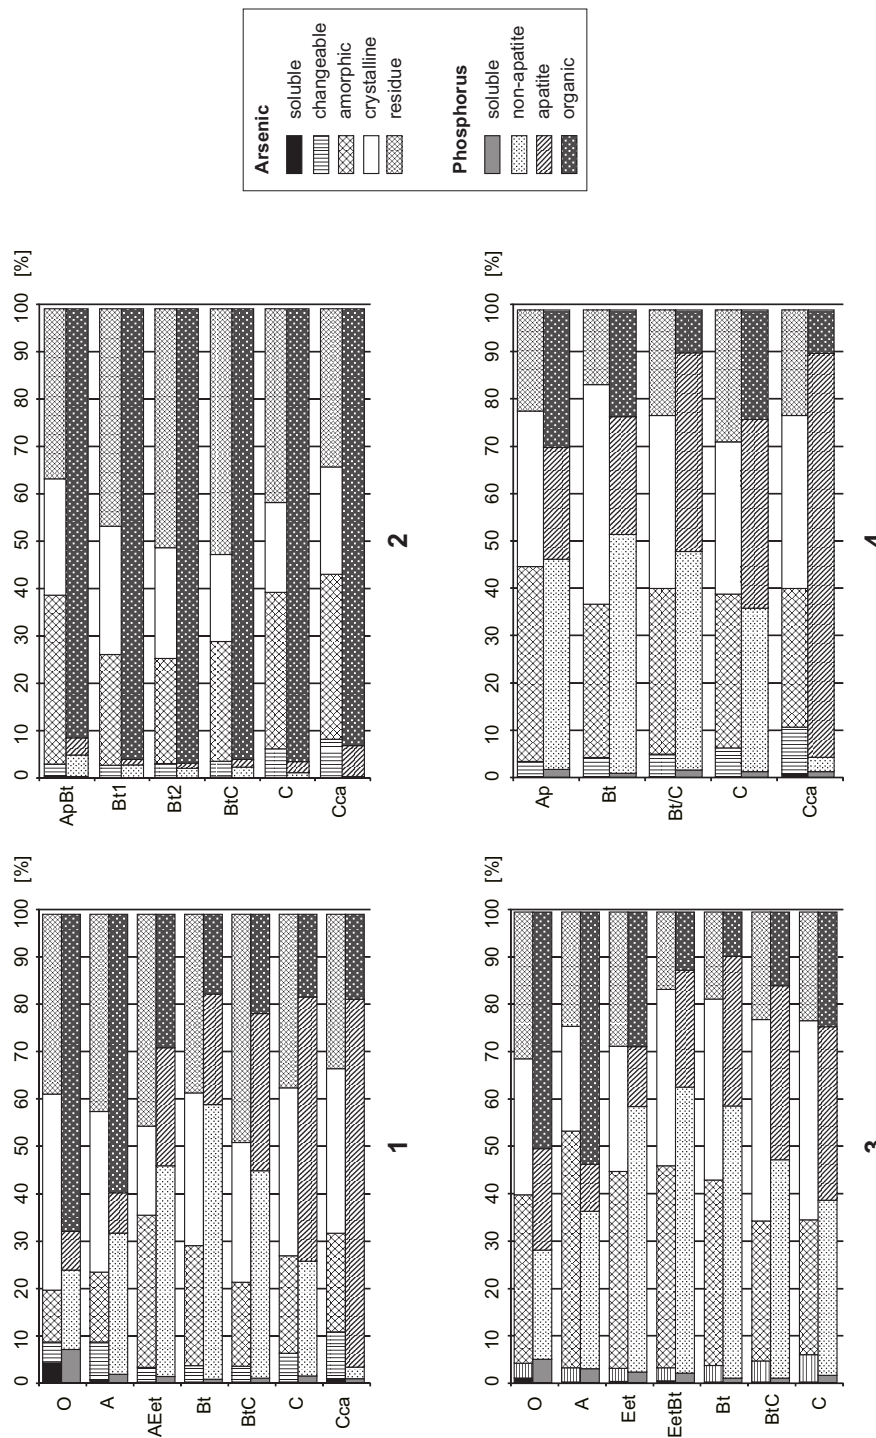 Arsenic
soluble
changeable
amorphic
crystalline
residue
Phosphorus
soluble
non-apatite
apatite
organic
0 10 20 30 40 50 60 70 80 90 100 [%]
O
A
AEet
Bt
BtC
C
Cca
1
0 10 20 30 40 50 60 70 80 90 100 [%]
ApBt
Bt1
Bt2
BtC
C
Cca
2
0 10 20 30 40 50 60 70 80 90 100 [%]
O
A
Eet
EetBt
Bt
BtC
C
3
0 10 20 30 40 50 60 70 80 90 100 [%]
Ap
Bt
Bt/C
C
Cca
4